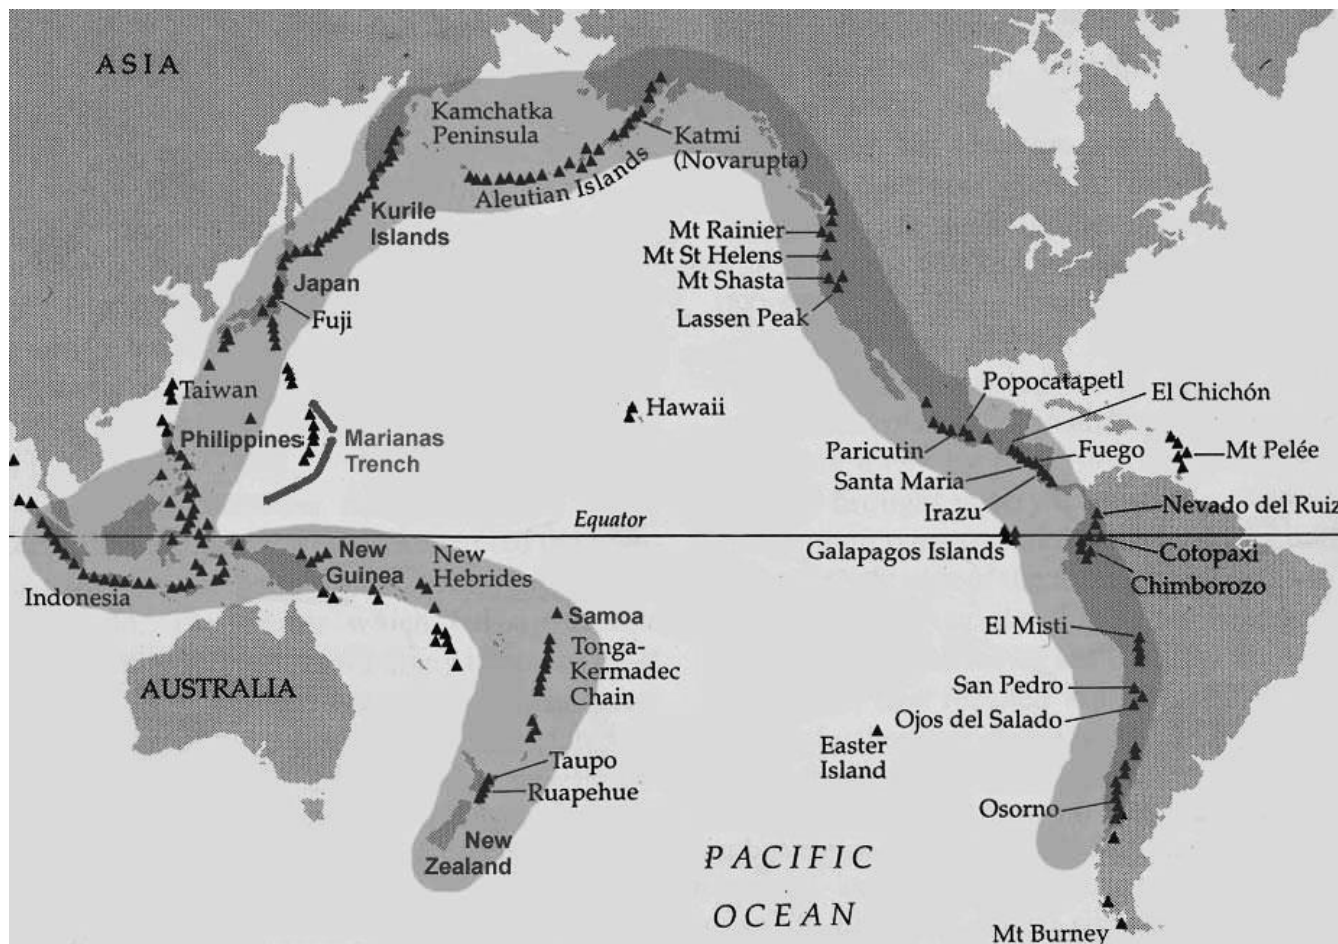 ASIA
Kamchatka
Peninsula
Katmi
(Novarupta)
Aleutian Islands
Kurile
Islands
Mt Rainier
Mt St Helens
Mt Shasta
Lassen Peak
Japan
Fuji
Taiwan
Hawaii
Popocatapetl
El Chichón
Philippines
Marianas
Trench
Paricutin
Fuego
Mt Pelée
Santa Maria
Irazu
Nevado del Ruiz
Equator
Galapagos Islands
Cotopaxi
Chimborozo
New
Guinea
New
Hebrides
Indonesia
Samoa
Tonga-
Kermadec
Chain
El Misti
AUSTRALIA
San Pedro
Ojos del Salado
Easter
Island
Taupo
Ruapehue
Osorno
New
Zealand
PACIFIC
OCEAN
Mt Burney